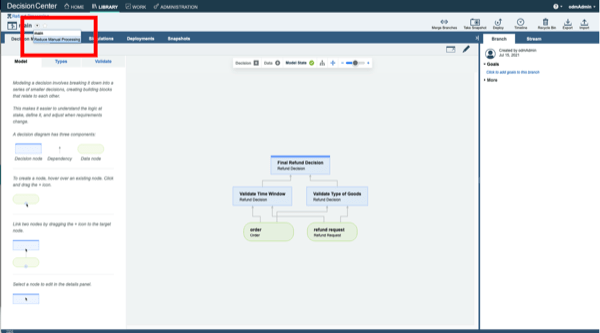 Decision Center HOME LIBRARY WORK ADMINISTRATION ? odmAdmin
main
Merge Branches Take Snapshot Deploy Timeline Recycle Bin Export Import
main
Reduce Manual Processing
Simulations Deployments Snapshots
Branch Stream
Model Types Validate
Decision Data Model State
Created by odmAdmin
Jul 15, 2021
Goals
Click to add goals to this branch
More
Modeling a decision involves breaking it down into a
series of smaller decisions, creating building blocks
that relate to each other.
This makes it easier to understand the logic at
stake, define it, and adjust when requirements
change.
A decision diagram has three components:
Decision node Dependency Data node
To create a node, hover over an existing node. Click
and drag the + icon.
Link two nodes by dragging the + icon to the target
node.
Select a node to edit in the details panel.
Final Refund Decision
Refund Decision
Validate Time Window
Refund Decision
Validate Type of Goods
Refund Decision
order
Order
refund request
Refund Request